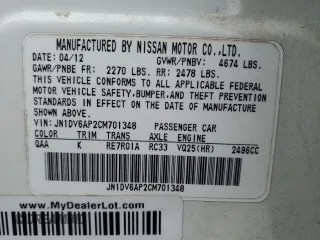 MANUFACTURED BY NISSAN MOTOR CO.,LTD.
DATE: 04/12 GVWR/PNBV: 4674 LBS.
GAWR/PNBE FR: 2270 LBS. RR: 2478 LBS.
THIS VEHICLE CONFORMS TO ALL APPLICABLE FEDERAL
MOTOR VEHICLE SAFETY, BUMPER, AND THEFT PREVENTION
STANDARDS IN EFFECT ON THE DATE OF MANUFACTURE
SHOWN ABOVE.
VIN: JN1DV6AP2CM701348 PASSENGER CAR
COLOR TRIM TRANS AXLE ENGINE
QAA K RE7R01A RC33 VQ25(HR) 2496CC
JN1DV6AP2CM701348
MyDealerLot.com